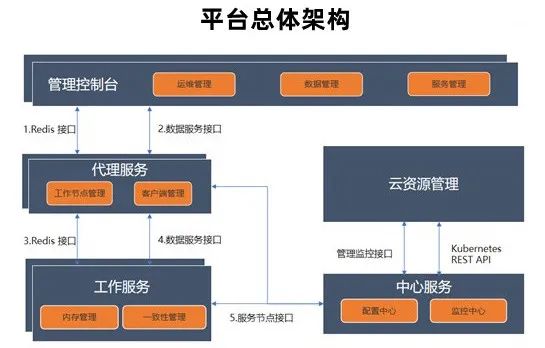 平台总体架构
管理控制台
运维管理
数据管理
服务管理
1.Redis 接口
2.数据服务接口
代理服务
工作节点管理
客户端管理
云资源管理
3.Redis 接口
4.数据服务接口
管理监控接口
Kubernetes
REST API
工作服务
内存管理
一致性管理
5.服务节点接口
中心服务
配置中心
监控中心